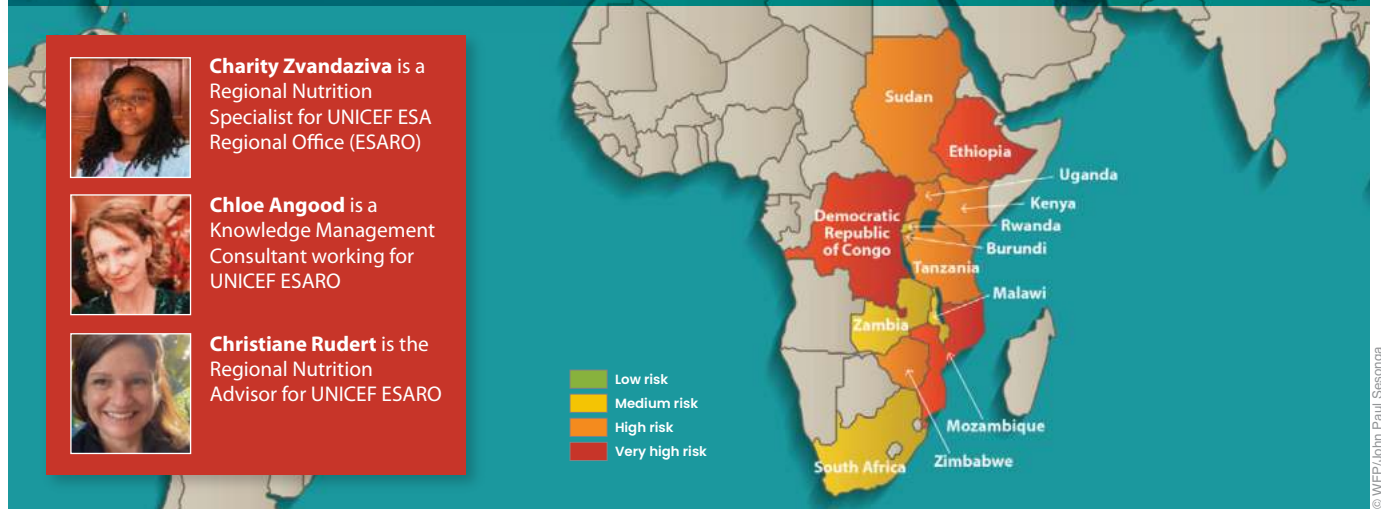 Charity Zvandaziva is a
Regional Nutrition
Specialist for UNICEF ESA
Regional Office (ESARO)
Chloe Angood is a
Knowledge Management
Consultant working for
UNICEF ESARO
Christiane Rudert is the
Regional Nutrition
Advisor for UNICEF ESARO
Sudan
Ethiopia
Uganda
Kenya
Rwanda
Burundi
Democratic
Republic
of Congo
Tanzania
Malawi
Zambia
Mozambique
Zimbabwe
South Africa
Low risk
Medium risk
High risk
Very high risk
© WFP/John Paul Sesonga